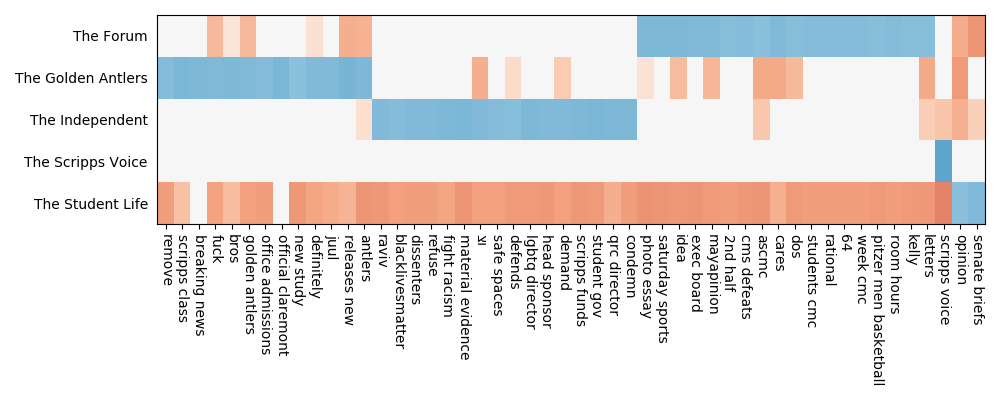 The Forum
The Golden Antlers
The Independent
The Scripps Voice
The Student Life
remove
scripps class
breaking news
fuck
bros
golden antlers
office admissions
official claremont
new study
definitely
juul
releases new
antlers
raviv
blacklivesmatter
dissenters
refuse
fight racism
material evidence
safe spaces
defends
lgbtq director
head sponsor
demand
scripps funds
student gov
qrc director
condemn
photo essay
saturday sports
idea
exec board
mayapinion
2nd half
cms defeats
ascmc
cares
dos
students cmc
rational
64
week cmc
pitzer men basketball
room hours
kelly
letters
scripps voice
opinion
senate briefs